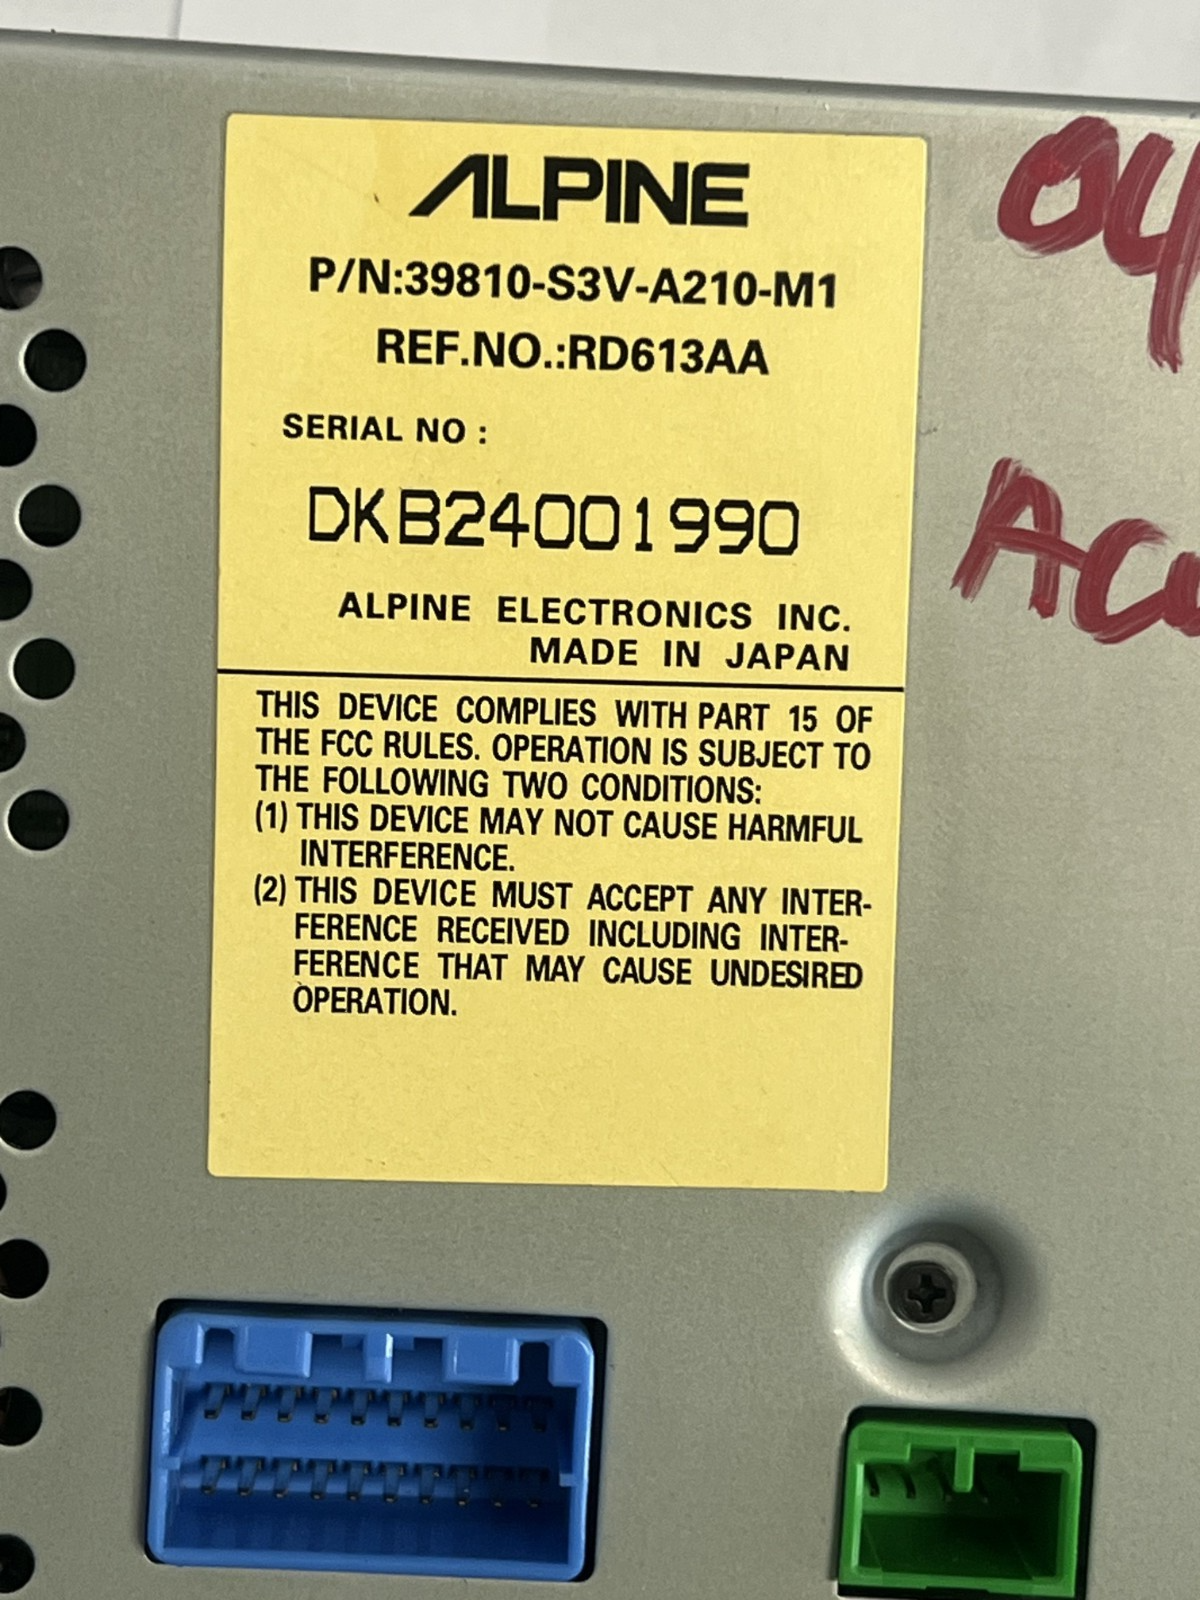 ALPINE
P/N:39810-S3V-A210-M1
REF.NO.:RD613AA
SERIAL NO :
DKB24001990
ALPINE ELECTRONICS INC.
MADE IN JAPAN
THIS DEVICE COMPLIES WITH PART 15 OF
THE FCC RULES. OPERATION IS SUBJECT TO
THE FOLLOWING TWO CONDITIONS:
(1) THIS DEVICE MAY NOT CAUSE HARMFUL
INTERFERENCE.
(2) THIS DEVICE MUST ACCEPT ANY INTER-
FERENCE RECEIVED INCLUDING INTER-
FERENCE THAT MAY CAUSE UNDESIRED
OPERATION.
04